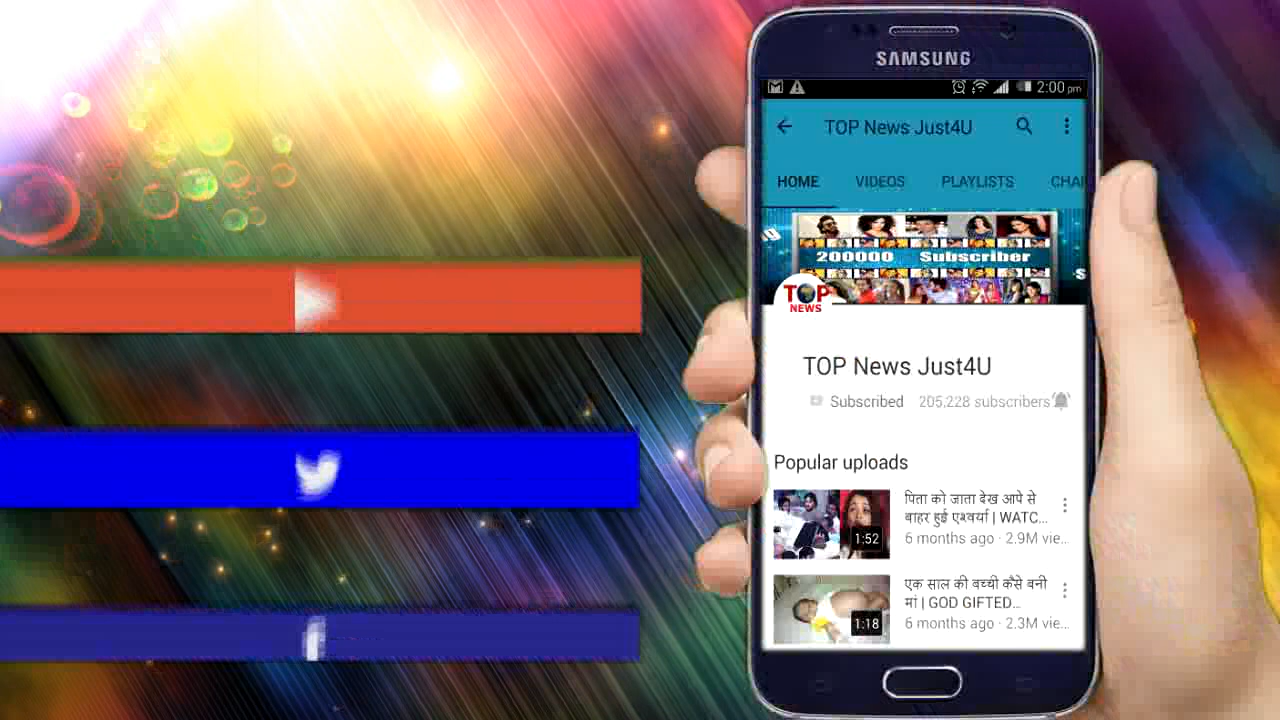 SAMSUNG
2:00 pm
TOP News Just4U
HOME VIDEOS PLAYLISTS CHAI
200000 Subscriber
TOP
NEWS
TOP News Just4U
Subscribed 205,228 subscribers
Popular uploads
पिता को जाता देख आपे से
बाहर हुई एश्वर्या | WATC...
1:52
6 months ago · 2.9M vie...
एक साल की बच्ची कैसे बनी
मां | GOD GIFTED...
1:18
6 months ago · 2.3M vie...